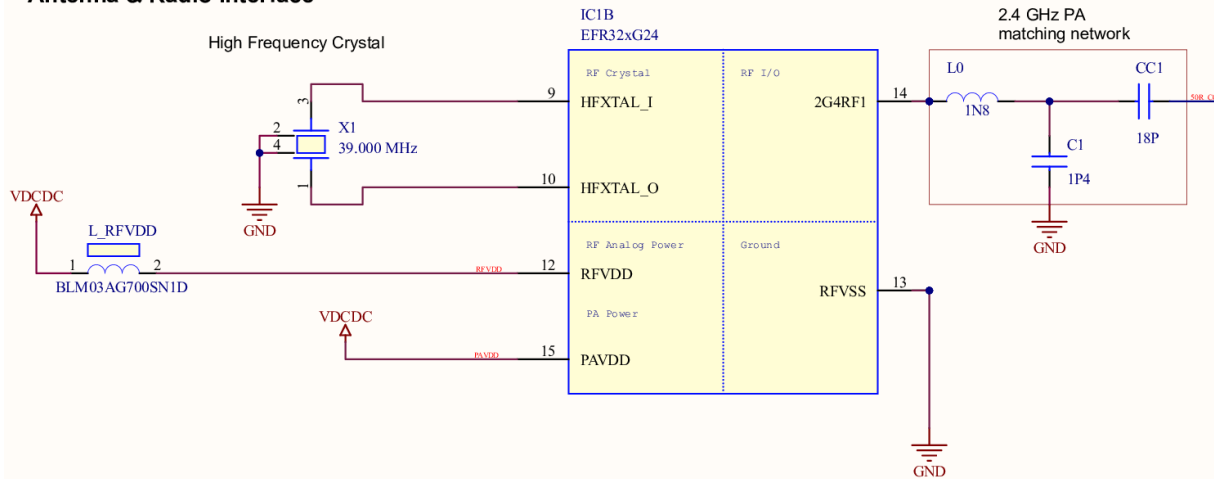 Antenna & Radio Interface
IC1B
EFR32xG24
2.4 GHz PA
matching network
High Frequency Crystal
RF Crystal
RF I/O
L0
CC1
3
9
HFXTAL_I
2G4RF1
14
1N8
18P
2
4
X1
39.000 MHz
C1
1P4
1
10
HFXTAL_O
GND
GND
VDCDC
L_RFVDD
RF Analog Power
Ground
1
2
RFVDD
12
RFVDD
BLM03AG700SN1D
RFVSS
13
PA Power
VDCDC
PAVDD
15
PAVDD
GND